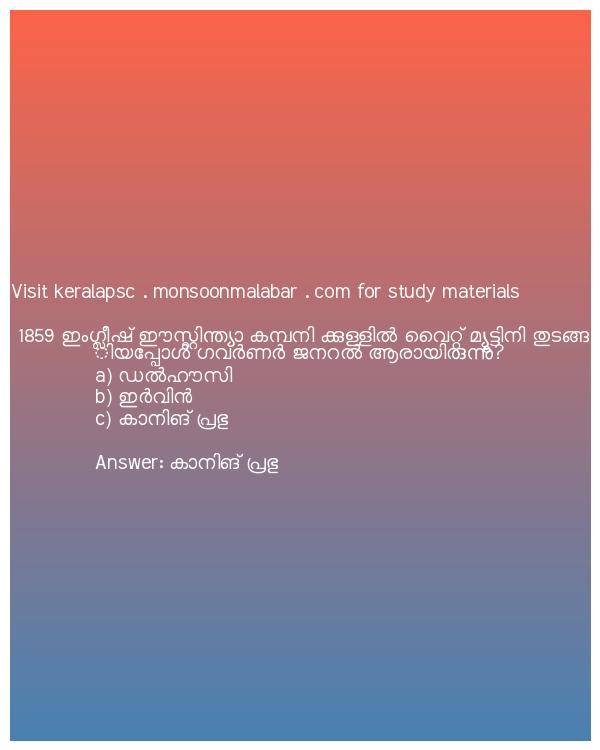 Visit keralapsc . monsoonmalabar . com for study materials
1859 ഇംഗ്ലീഷ് ഈസ്റ്റിന്ത്യാ കമ്പനി ക്കുള്ളിൽ വൈറ്റ് മ്യൂട്ടിനി തുടങ്ങ
ിയപ്പോൾ ഗവർണർ ജനറൽ ആരായിരുന്നു?
a) ഡൽഹൗസി
b) ഇർവിൻ
c) കാനിങ് പ്രഭു
Answer: കാനിങ് പ്രഭു